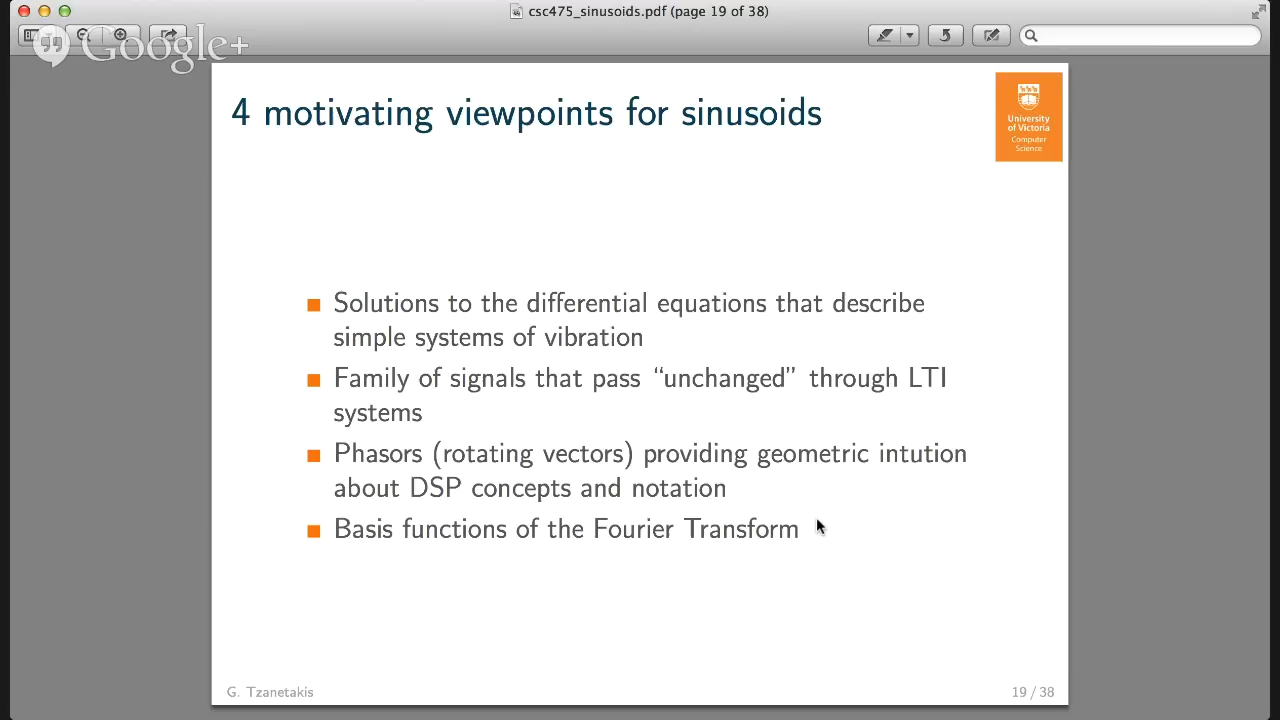 csc475_sinusoids.pdf (page 19 of 38)
Google+
4 motivating viewpoints for sinusoids
University
of Victoria
Computer
Science
■ Solutions to the differential equations that describe
simple systems of vibration
■ Family of signals that pass “unchanged” through LTI
systems
■ Phasors (rotating vectors) providing geometric intution
about DSP concepts and notation
■ Basis functions of the Fourier Transform
G. Tzanetakis
19 / 38